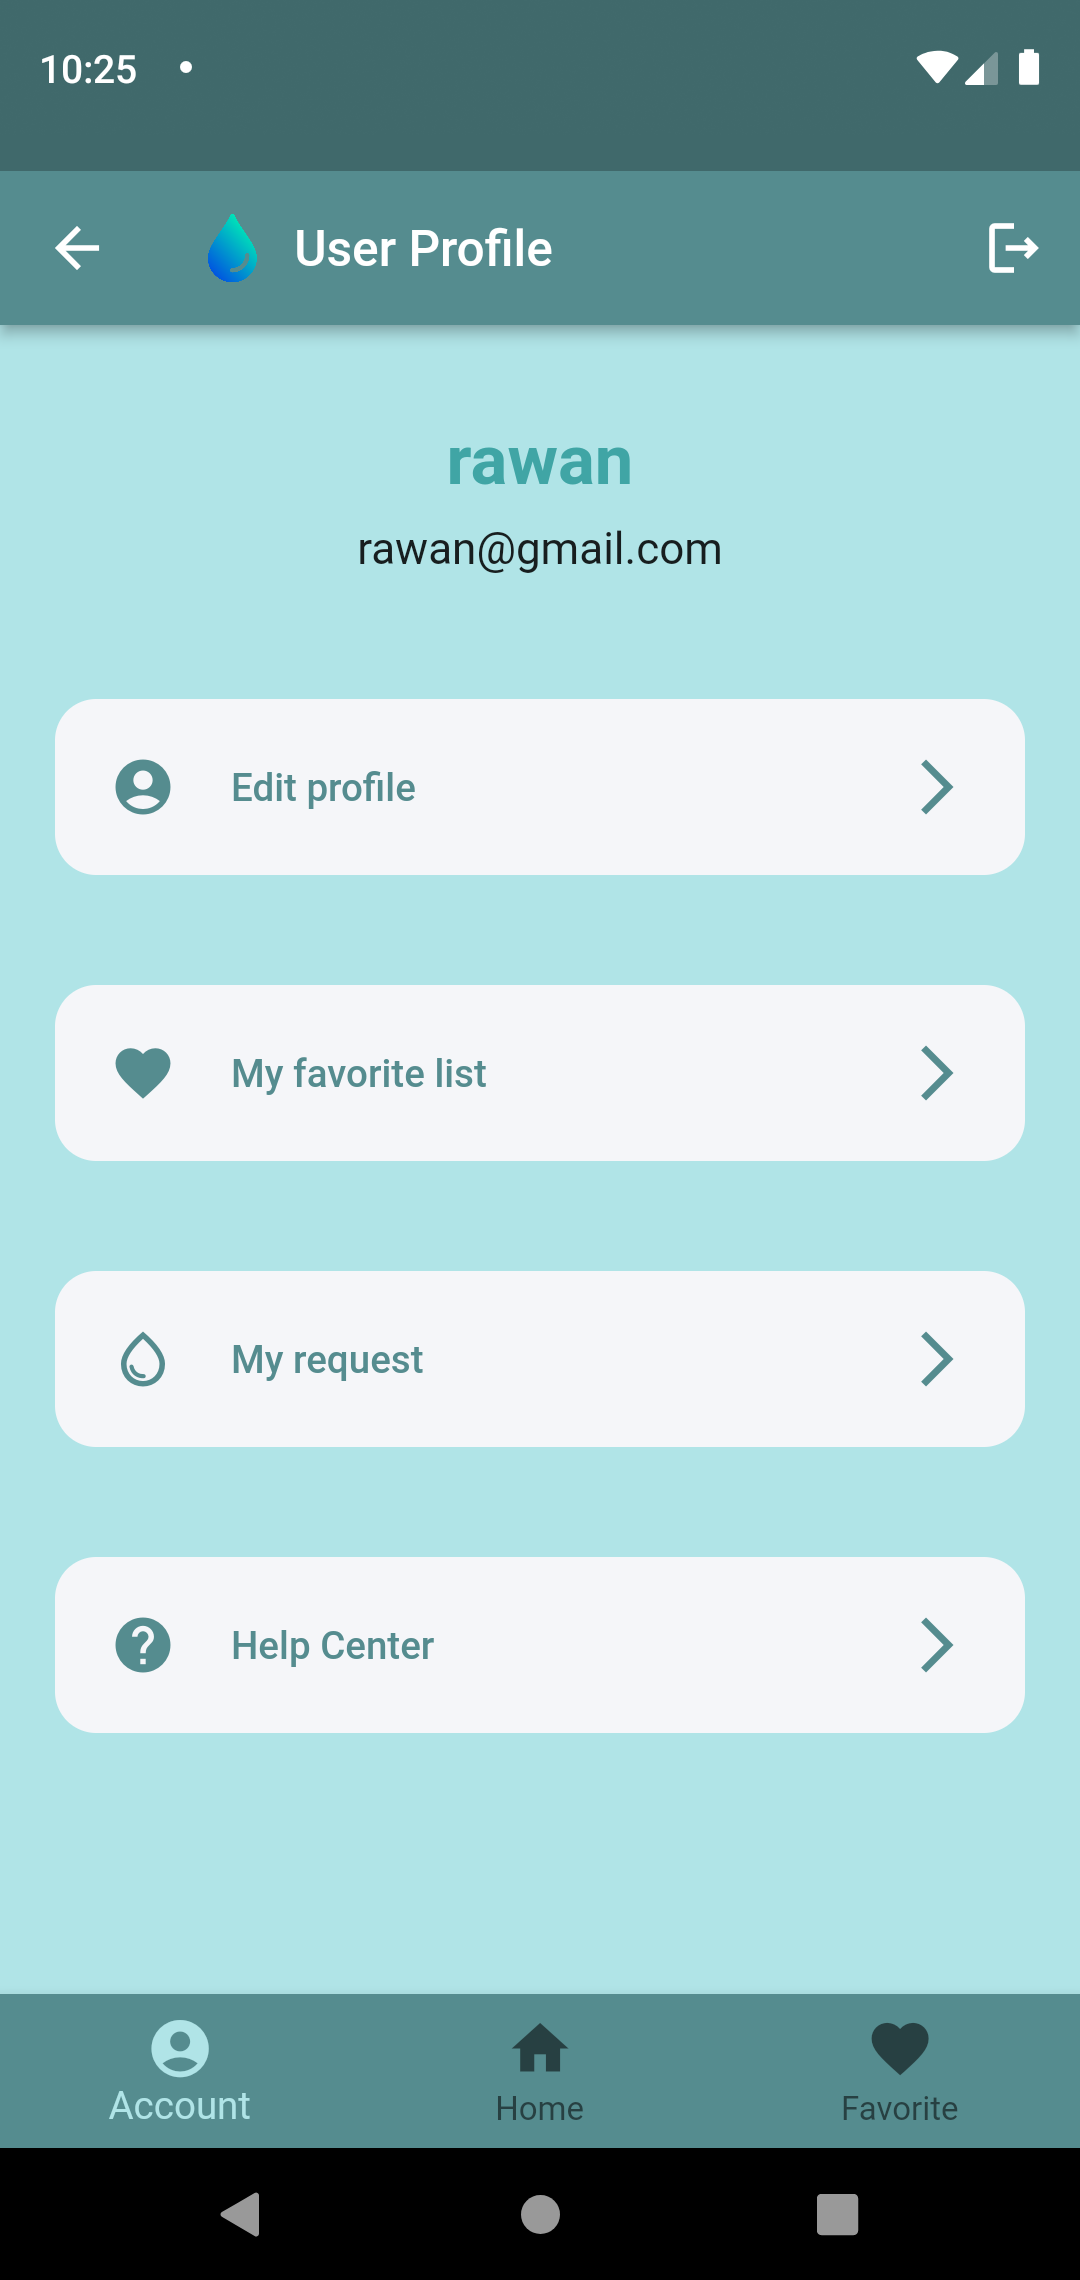 10:25
User Profile
rawan
rawan@gmail.com
Edit profile
My favorite list
My request
Help Center
Account
Home
Favorite